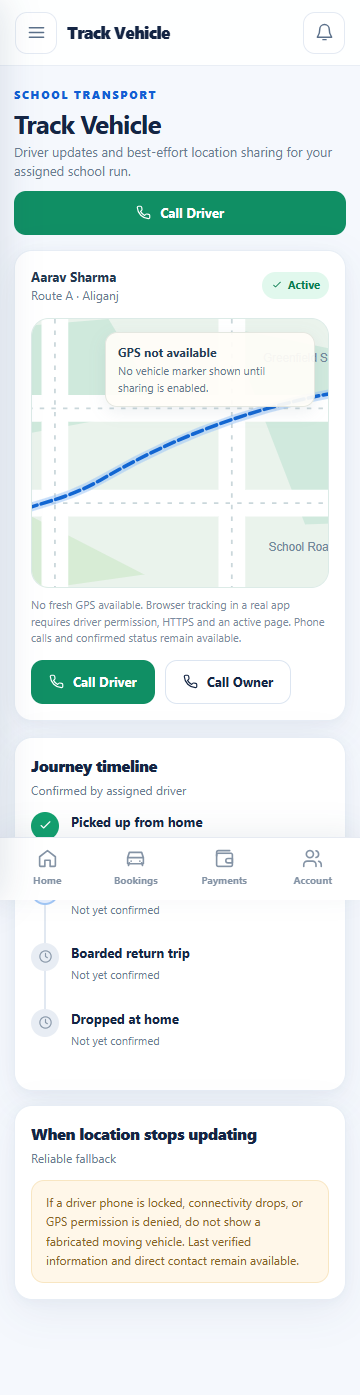 Track Vehicle
SCHOOL TRANSPORT
Track Vehicle
Driver updates and best-effort location sharing for your
assigned school run.
Call Driver
Aarav Sharma
Route A · Aliganj
Active
GPS not available
No vehicle marker shown until
sharing is enabled.
School Roa
No fresh GPS available. Browser tracking in a real app
requires driver permission, HTTPS and an active page. Phone
calls and confirmed status remain available.
Call Driver
Call Owner
Journey timeline
Confirmed by assigned driver
Picked up from home
Home
Bookings
Payments
Account
Not yet confirmed
Boarded return trip
Not yet confirmed
Dropped at home
Not yet confirmed
When location stops updating
Reliable fallback
If a driver phone is locked, connectivity drops, or
GPS permission is denied, do not show a
fabricated moving vehicle. Last verified
information and direct contact remain available.